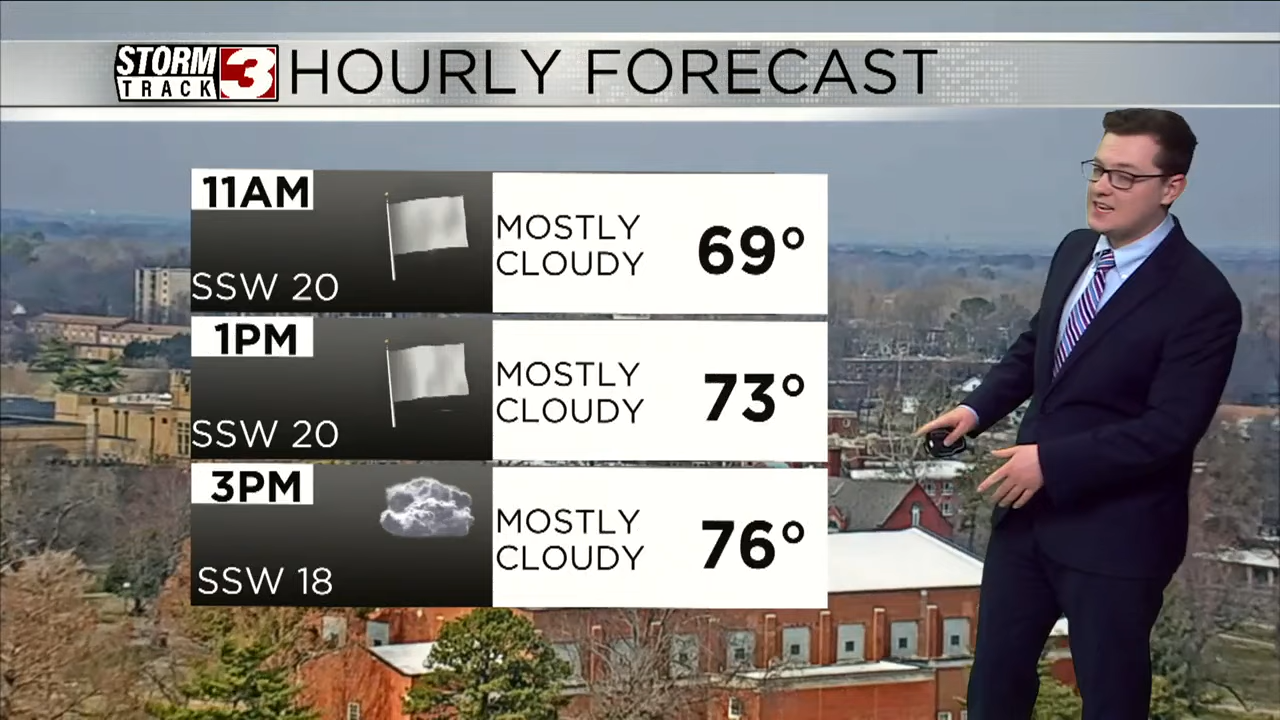 STORM
TRACK 3
HOURLY FORECAST
11AM
SSW 20
MOSTLY
CLOUDY
69°
1PM
SSW 20
MOSTLY
CLOUDY
73°
3PM
SSW 18
MOSTLY
CLOUDY
76°